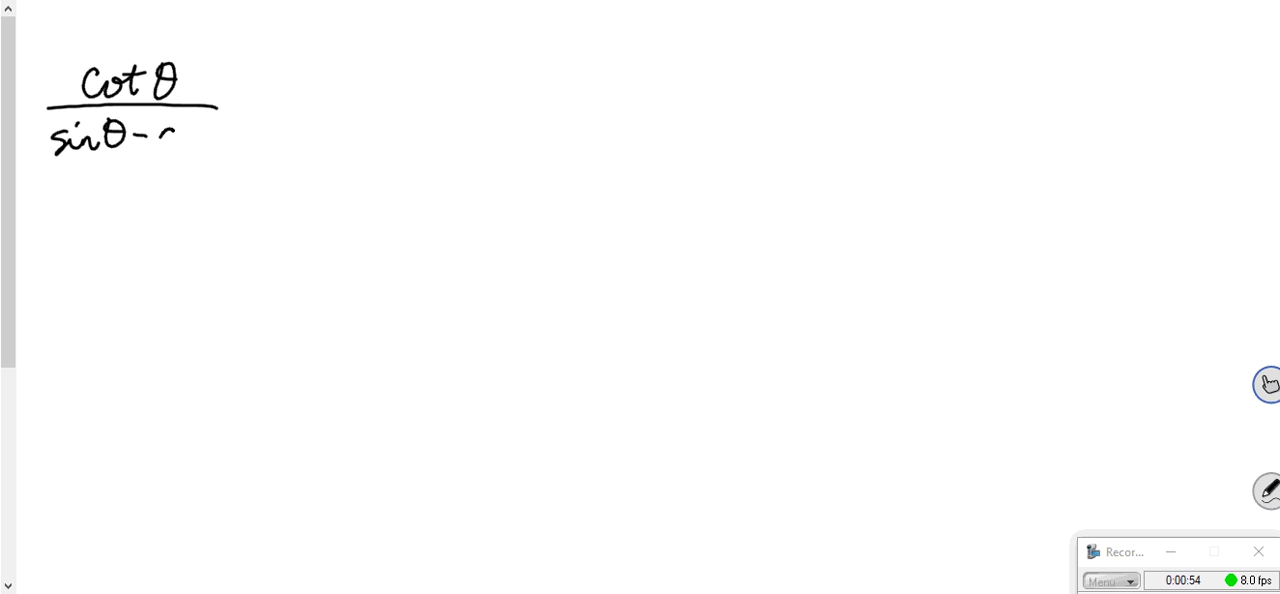 cot θ
sin θ -
Recor...
Menu
0:00:54 8.0 fps